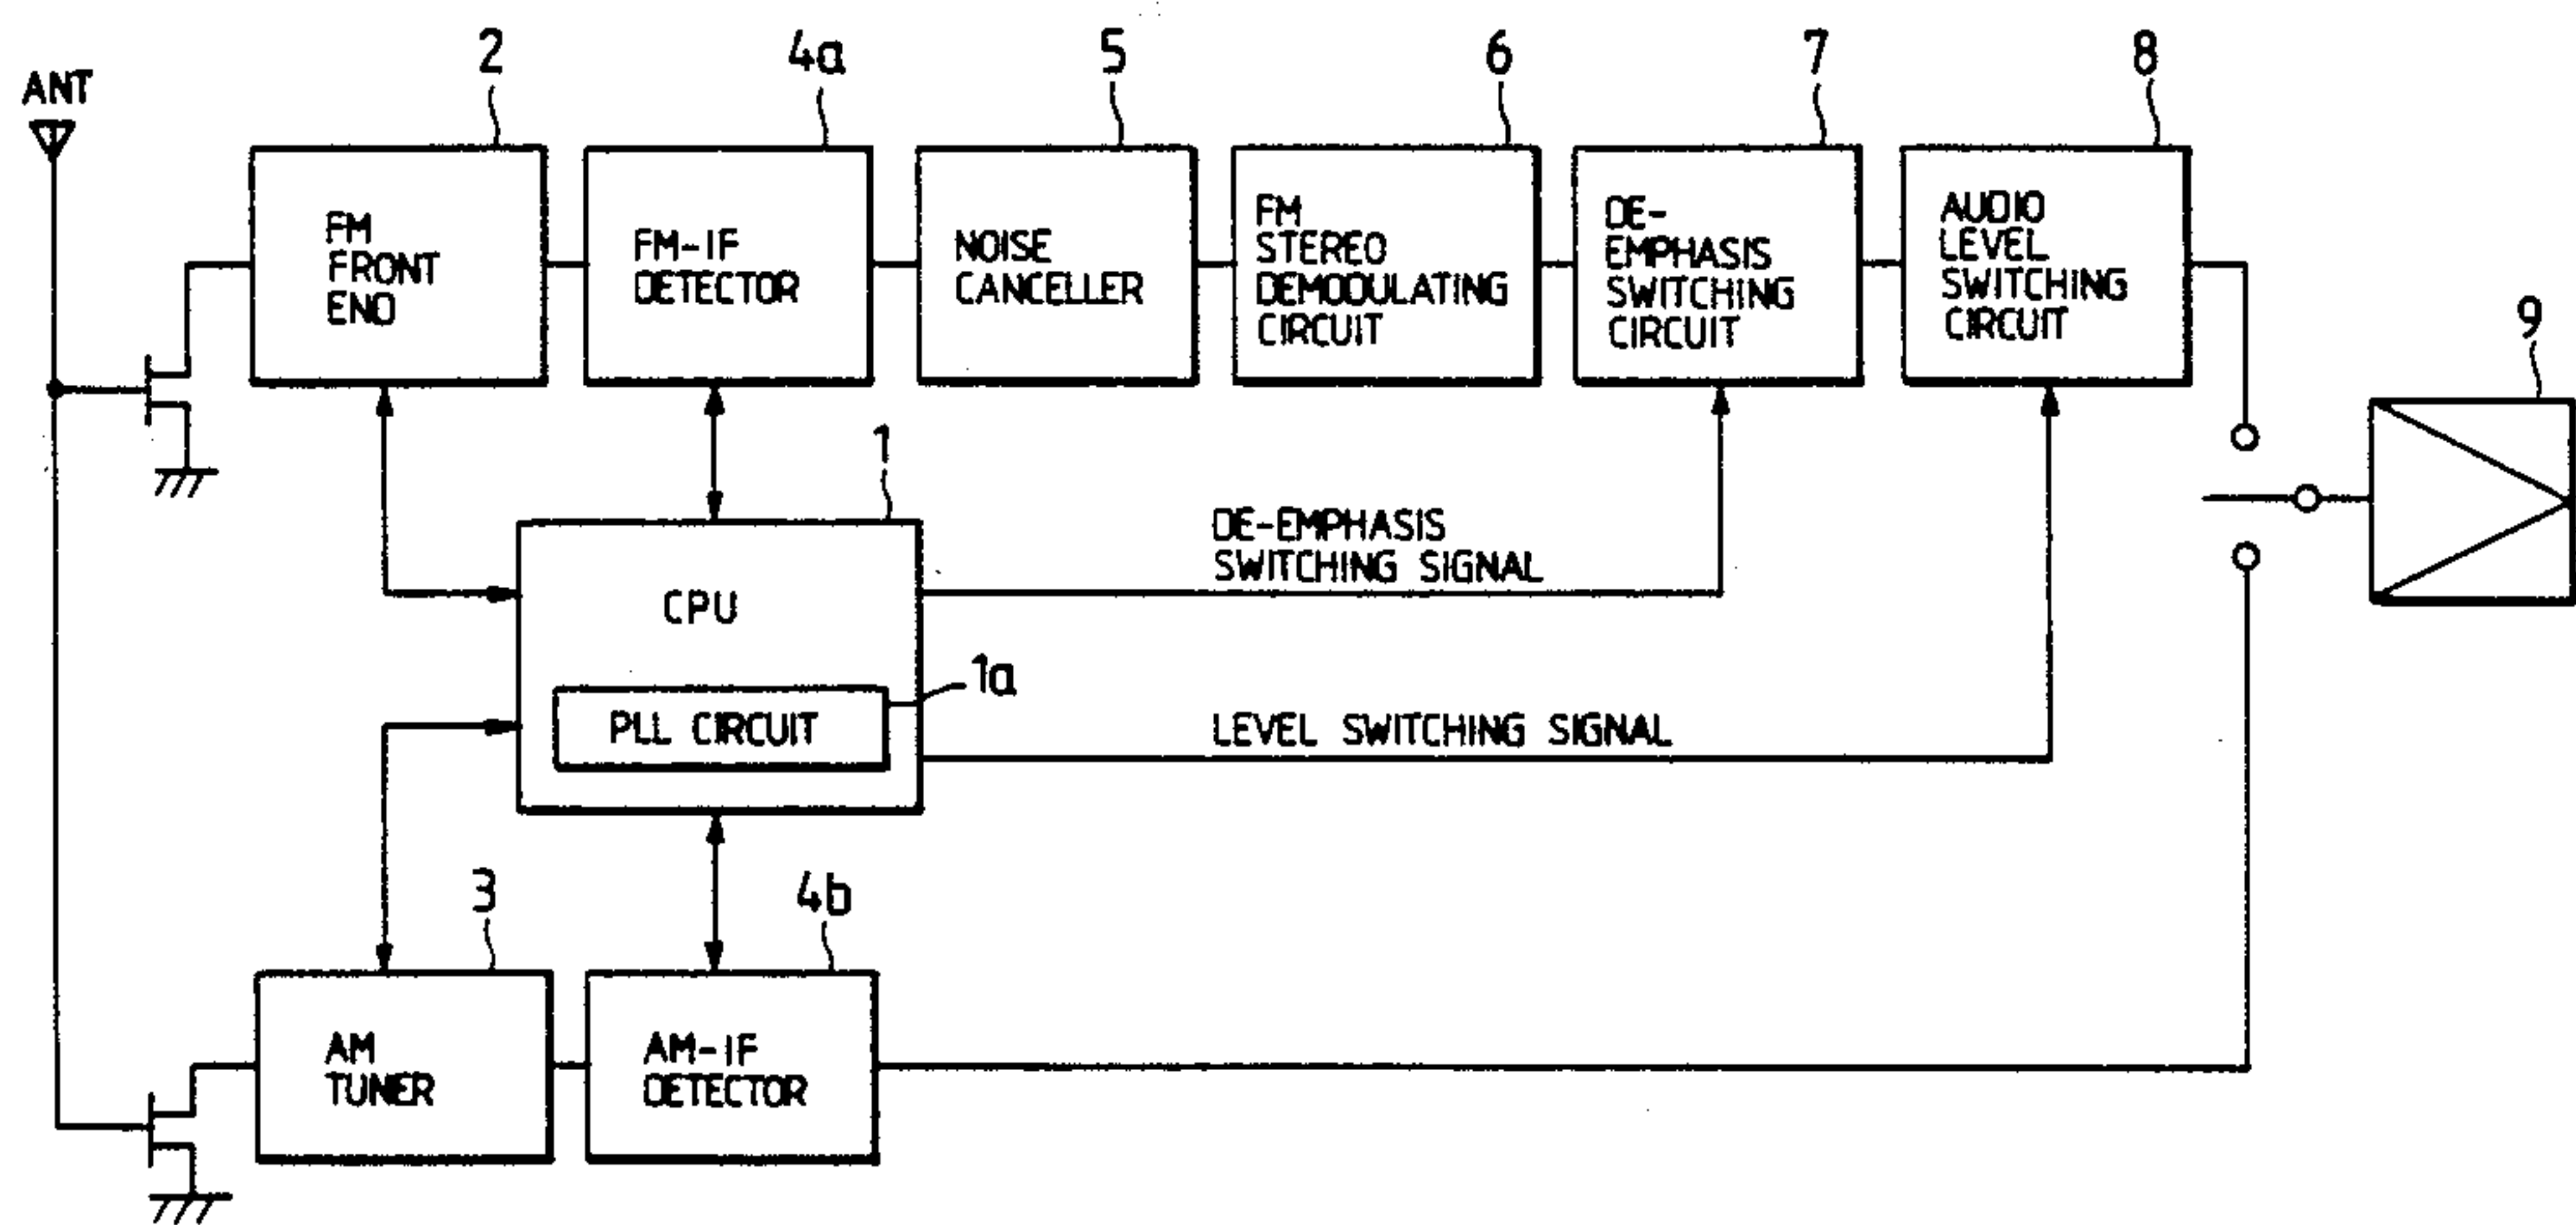 ANT
2
4a
5
6
7
8
FM
FRONT
END
FM-IF
DETECTOR
NOISE
CANCELLER
FM
STEREO
DEMODULATING
CIRCUIT
DE-
EMPHASIS
SWITCHING
CIRCUIT
AUDIO
LEVEL
SWITCHING
CIRCUIT
9
1
CPU
1a
PLL CIRCUIT
DE-EMPHASIS
SWITCHING SIGNAL
LEVEL SWITCHING SIGNAL
3
4b
AM
TUNER
AM-IF
DETECTOR